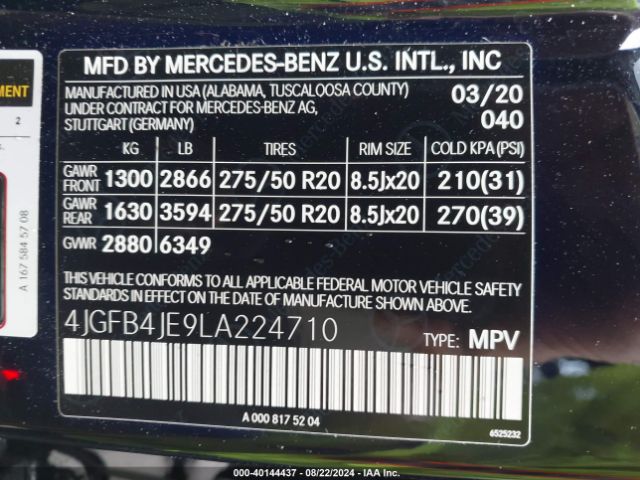 MFD BY MERCEDES-BENZ U.S. INTL., INC
MANUFACTURED IN USA (ALABAMA, TUSCALOOSA COUNTY) 03/20
UNDER CONTRACT FOR MERCEDES-BENZ AG,
STUTTGART (GERMANY) 040
KG LB TIRES RIM SIZE COLD KPA (PSI)
GAWR FRONT 1300 2866 275/50 R20 8.5Jx20 210(31)
GAWR REAR 1630 3594 275/50 R20 8.5Jx20 270(39)
GVWR 2880 6349
THIS VEHICLE CONFORMS TO ALL APPLICABLE FEDERAL MOTOR VEHICLE SAFETY
STANDARDS IN EFFECT ON THE DATE OF MANUFACTURE SHOWN ABOVE.
4JGFB4JE9LA224710 TYPE: MPV
A 000 817 52 04
6525232
MENT
2
A 167 584 57 08
000-40144437 - 08/22/2024 - IAA Inc.